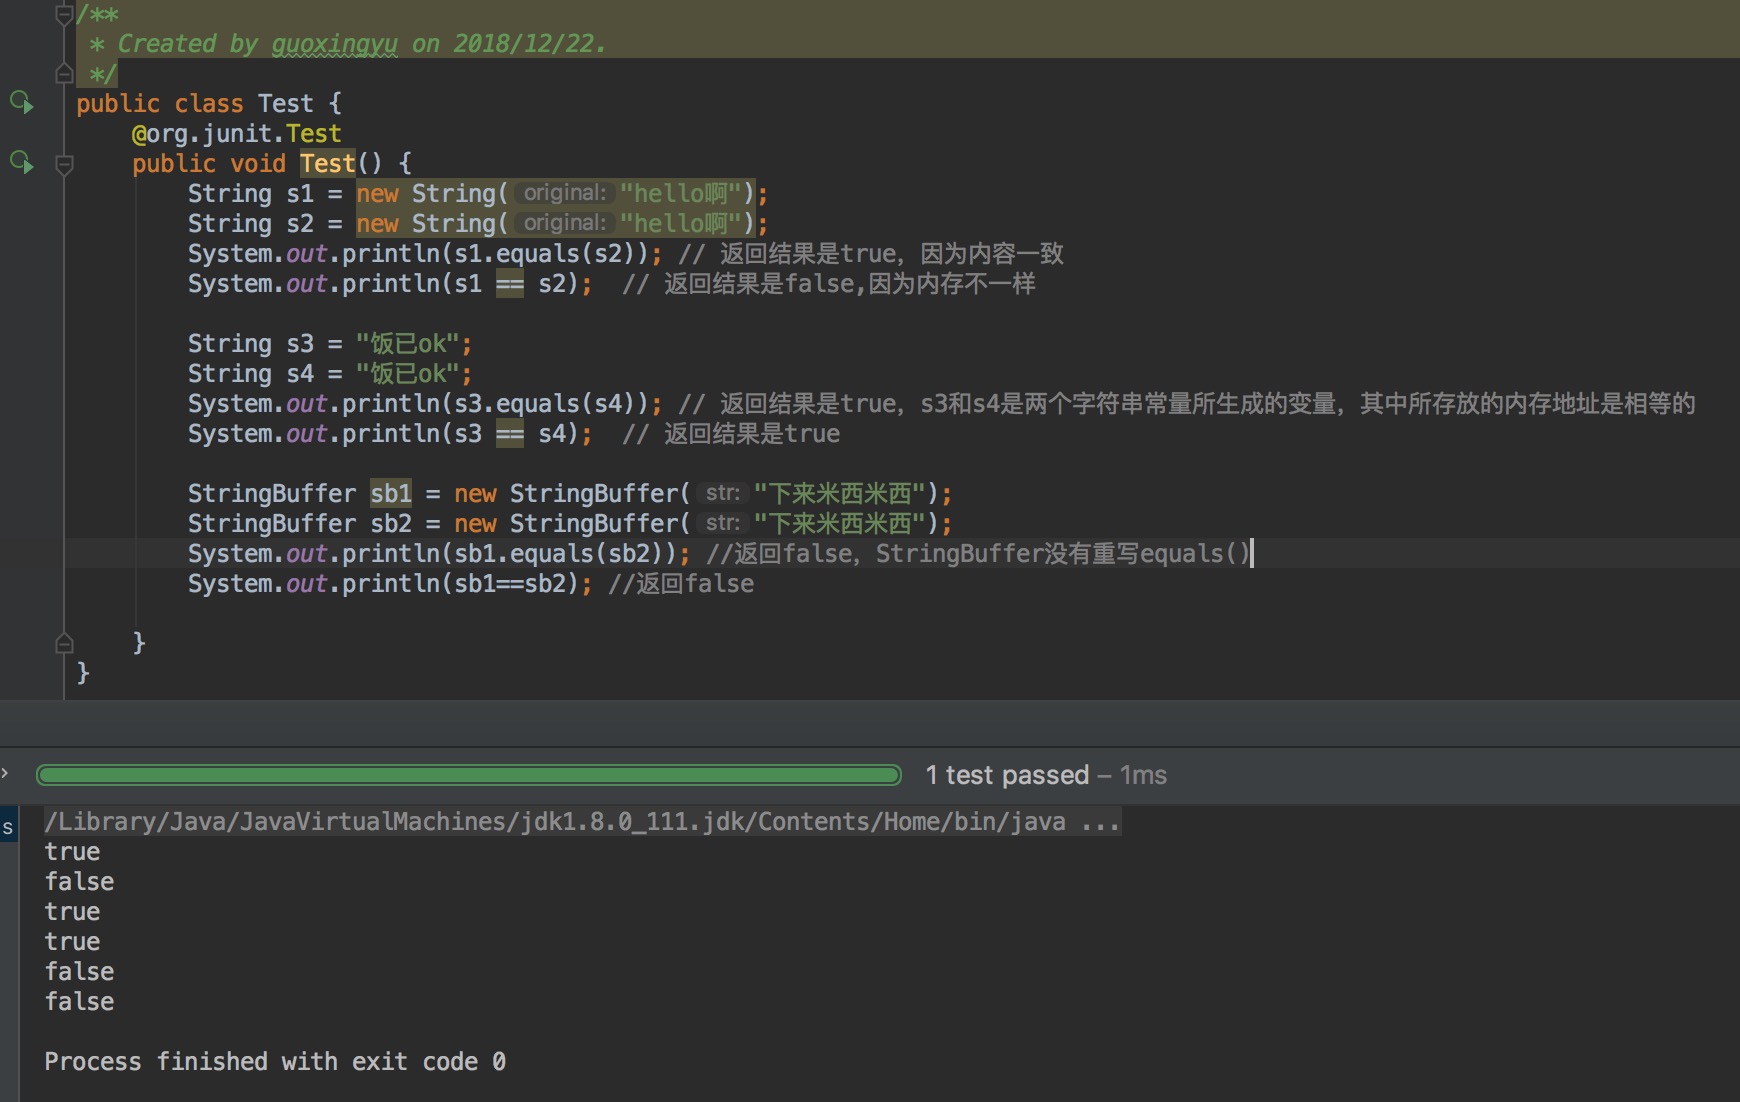 /**
 * Created by guoxingyu on 2018/12/22.
 */
public class Test {
    @org.junit.Test
    public void Test() {
        String s1 = new String( original: "hello啊");
        String s2 = new String( original: "hello啊");
        System.out.println(s1.equals(s2)); // 返回结果是true，因为内容一致
        System.out.println(s1 == s2);  // 返回结果是false,因为内存不一样

        String s3 = "饭已ok";
        String s4 = "饭已ok";
        System.out.println(s3.equals(s4)); // 返回结果是true，s3和s4是两个字符串常量所生成的变量，其中所存放的内存地址是相等的
        System.out.println(s3 == s4);  // 返回结果是true

        StringBuffer sb1 = new StringBuffer( str: "下来米西米西");
        StringBuffer sb2 = new StringBuffer( str: "下来米西米西");
        System.out.println(sb1.equals(sb2)); //返回false，StringBuffer没有重写equals()
        System.out.println(sb1==sb2); //返回false

    }
}
1 test passed – 1ms
s
/Library/Java/JavaVirtualMachines/jdk1.8.0_111.jdk/Contents/Home/bin/java ...
true
false
true
true
false
false

Process finished with exit code 0